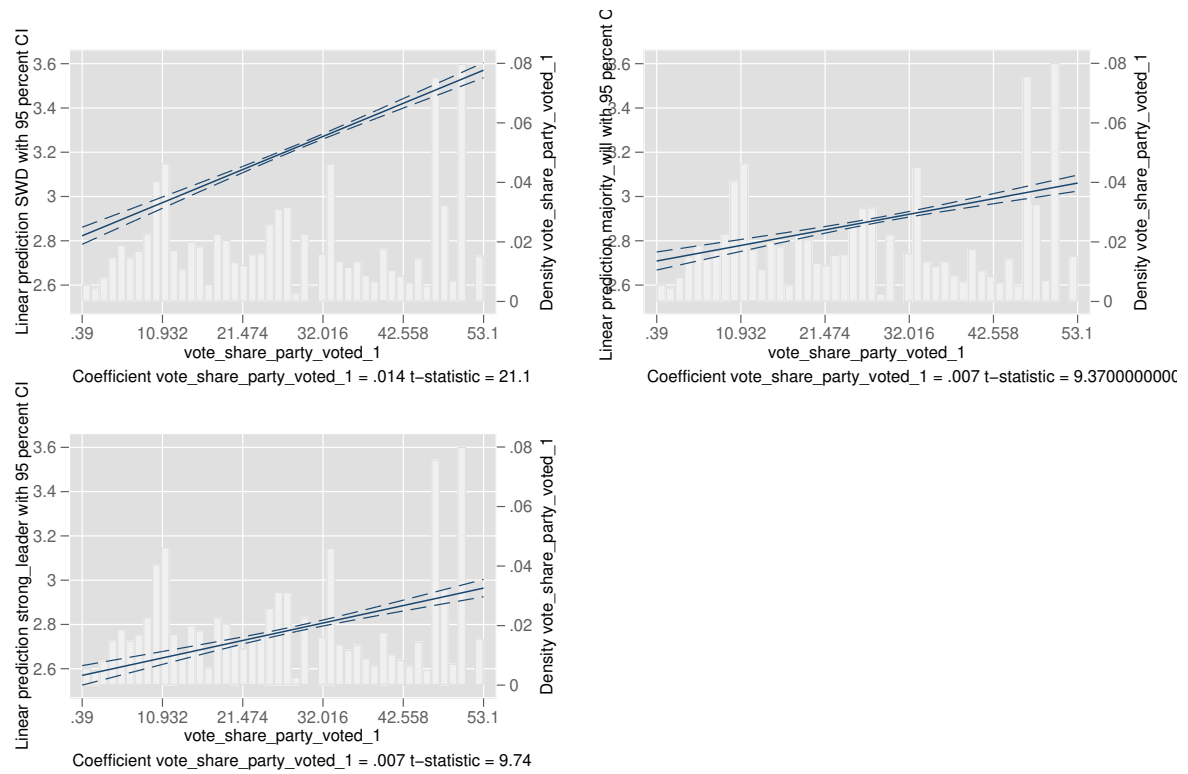 Linear prediction SWD with 95 percent CI
3.6
3.4
3.2
3
2.8
2.6
.08
.06
.04
.02
0
Density vote_share_party_voted_1
.39 10.932 21.474 32.016 42.558 53.1
vote_share_party_voted_1
Coefficient vote_share_party_voted_1 = .014 t−statistic = 21.1
Linear prediction majority_will with 95 percent C
3.6
3.4
3.2
3
2.8
2.6
.08
.06
.04
.02
0
Density vote_share_party_voted_1
.39 10.932 21.474 32.016 42.558 53.1
vote_share_party_voted_1
Coefficient vote_share_party_voted_1 = .007 t−statistic = 9.3700000000
Linear prediction strong_leader with 95 percent CI
3.6
3.4
3.2
3
2.8
2.6
.08
.06
.04
.02
0
Density vote_share_party_voted_1
.39 10.932 21.474 32.016 42.558 53.1
vote_share_party_voted_1
Coefficient vote_share_party_voted_1 = .007 t−statistic = 9.74